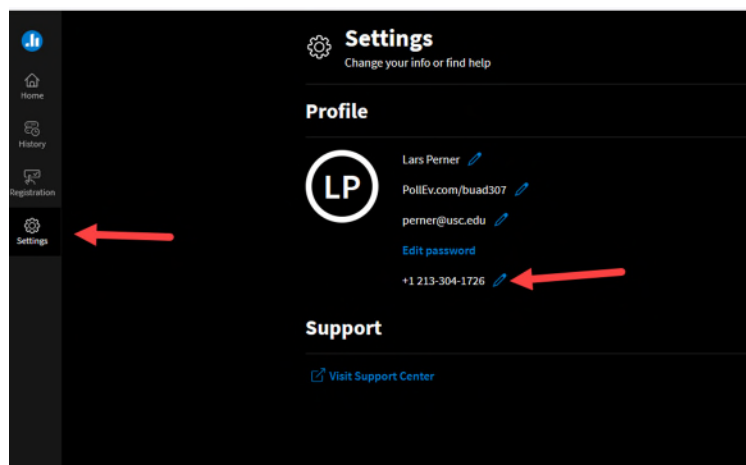 Home
History
Registration
Settings
Settings
Change your info or find help
Profile
LP
Lars Perner
PollEv.com/buad307
perner@usc.edu
Edit password
+1 213-304-1726
Support
Visit Support Center